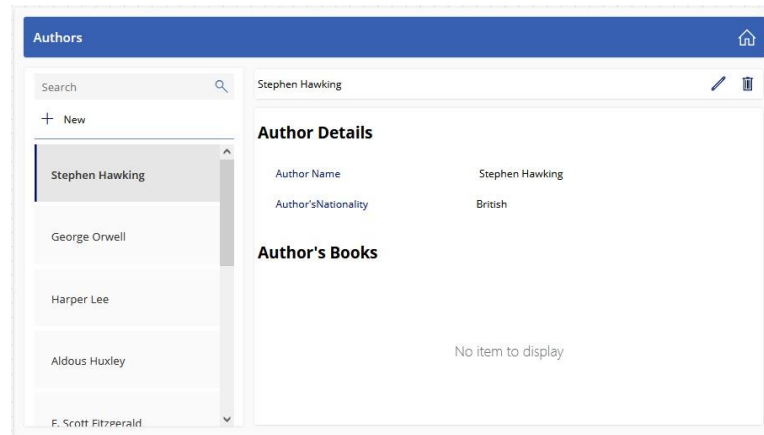 Authors
Search
New
Stephen Hawking
George Orwell
Harper Lee
Aldous Huxley
F. Scott Fitzgerald
Stephen Hawking
Author Details
Author Name Stephen Hawking
Author'sNationality British
Author's Books
No item to display